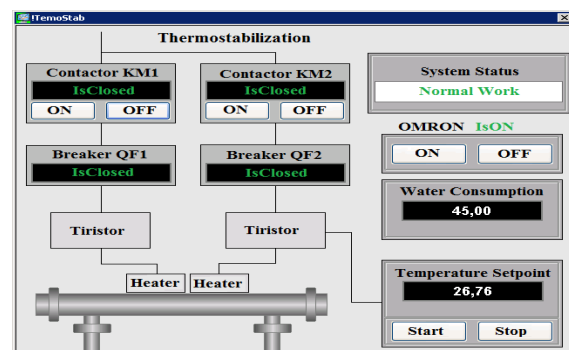 !TemoStab
Thermostabilization
Contactor KM1
IsClosed
ON OFF
Contactor KM2
IsClosed
ON OFF
System Status
Normal Work
OMRON IsON
ON OFF
Breaker QF1
IsClosed
Breaker QF2
IsClosed
Water Consumption
45,00
Tiristor
Tiristor
Heater
Heater
Temperature Setpoint
26,76
Start Stop